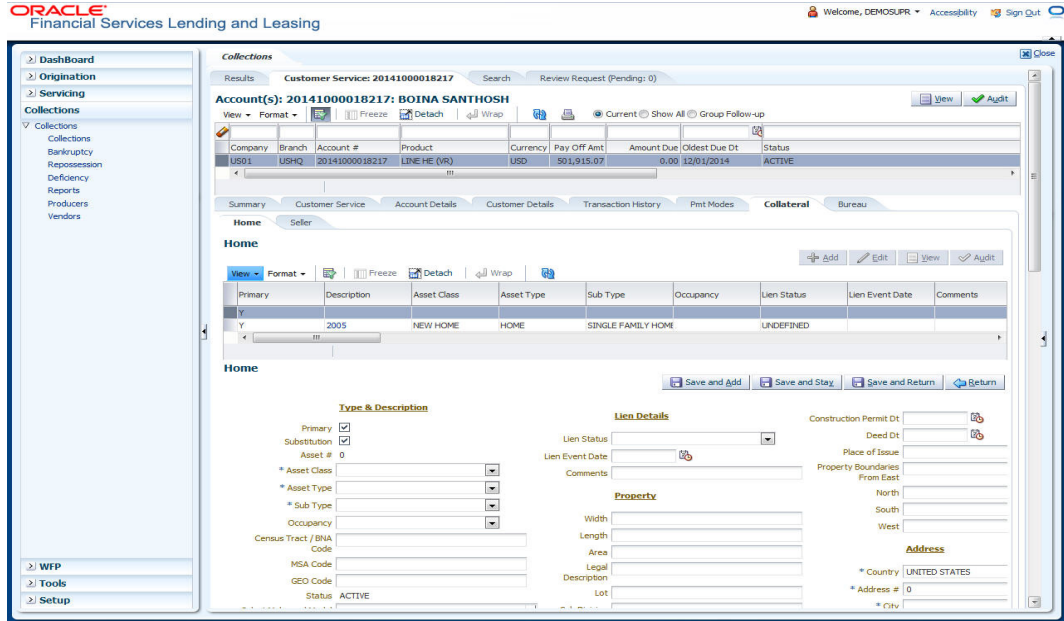 ORACLE
Financial Services Lending and Leasing
Welcome, DEMOSUPR Accessibility Sign Out
Close
DashBoard
Origination
Servicing
Collections
Collections
Collections
Bankruptcy
Repossession
Deficiency
Reports
Producers
Vendors
WFP
Tools
Setup
Collections
Results Customer Service: 20141000018217 Search Review Request (Pending: 0)
Account(s): 20141000018217: BOINA SANTHOSH
View Audit
View Format Freeze Detach Wrap Current Show All Group Follow-up
Company Branch Account # Product Currency Pay Off Amt Amount Due Oldest Due Dt Status
US01 USHQ 20141000018217 LINE HE (VR) USD 501,915.07 0.00 12/01/2014 ACTIVE
Summary Customer Service Account Details Customer Details Transaction History Pmt Modes Collateral Bureau
Home Seller
Home
Add Edit View Audit
View Format Freeze Detach Wrap
Primary Description Asset Class Asset Type Sub Type Occupancy Lien Status Lien Event Date Comments
Y
Y 2005 NEW HOME HOME SINGLE FAMILY HOME UNDEFINED
Home
Save and Add Save and Stay Save and Return Return
Type & Description
Primary
Substitution
Asset # 0
* Asset Class
* Asset Type
* Sub Type
Occupancy
Census Tract / BNA
Code
MSA Code
GEO Code
Status ACTIVE
Lien Details
Lien Status
Lien Event Date
Comments
Property
Width
Length
Area
Legal
Description
Lot
Construction Permit Dt
Deed Dt
Place of Issue
Property Boundaries
From East
North
South
West
Address
* Country UNITED STATES
* Address # 0
* City